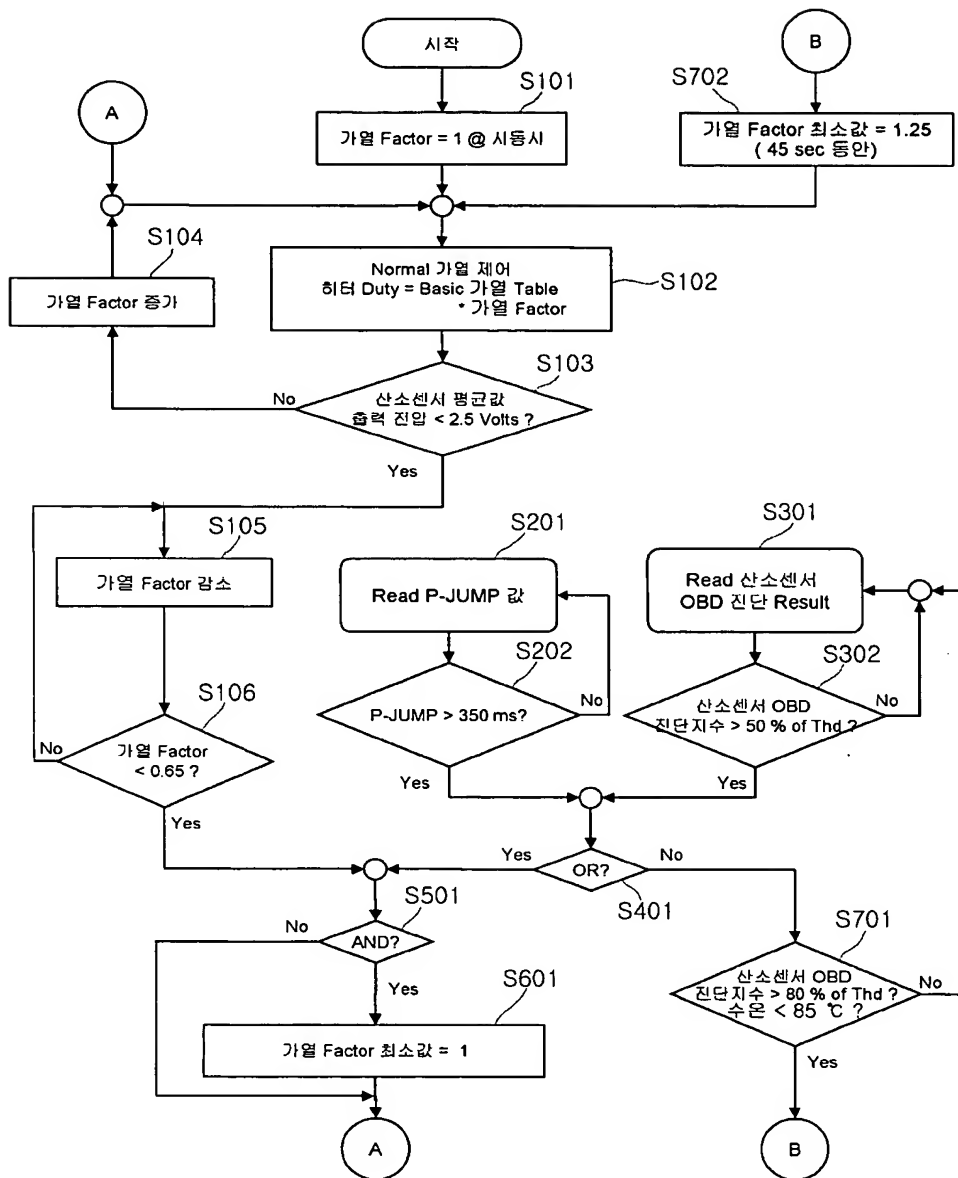 시작
B
S101
S702
A
가열 Factor = 1 @ 시동시
가열 Factor 최소값 = 1.25
( 45 sec 동안)
S104
Normal 가열 제어
히터 Duty = Basic 가열 Table
* 가열 Factor
S102
가열 Factor 증가
S103
No
산소센서 평균값
출력 진압 < 2.5 Volts ?
Yes
S105
S201
S301
가열 Factor 감소
Read P-JUMP 값
Read 산소센서
OBD 진단 Result
S202
S302
S106
P-JUMP > 350 ms?
No
산소센서 OBD
진단지수 > 50 % of Thd ?
No
No
가열 Factor
< 0.65 ?
Yes
Yes
Yes
Yes
OR?
No
S401
S501
No
AND?
S701
Yes
산소센서 OBD
진단지수 > 80 % of Thd ?
수온 < 85 ℃ ?
No
S601
가열 Factor 최소값 = 1
Yes
A
B